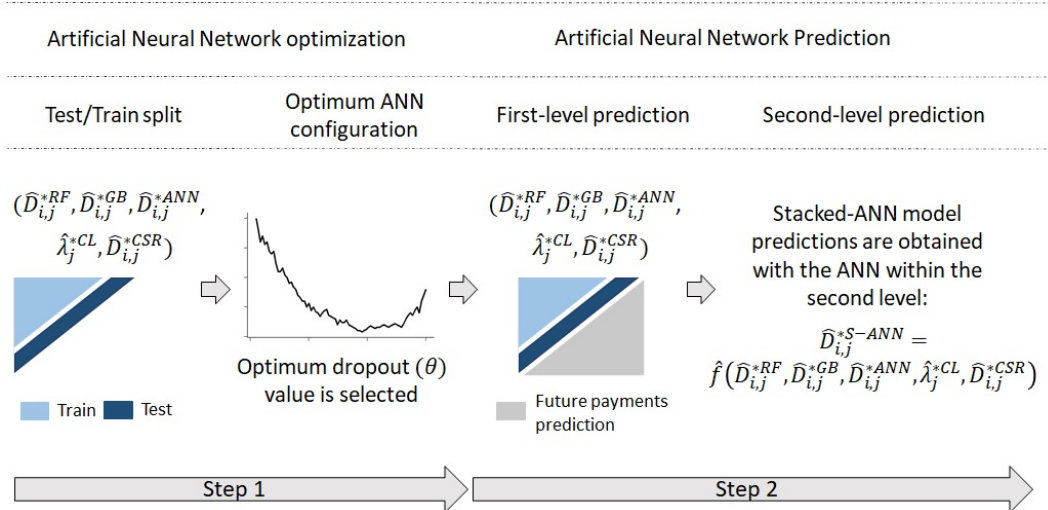 Artificial Neural Network optimization
Artificial Neural Network Prediction
Test/Train split
Optimum ANN
configuration
First-level prediction
Second-level prediction
(D̂*RF i,j, D̂*GB i,j, D̂*ANN i,j,
λ̂*CL j, D̂*CSR i,j)
Optimum dropout (θ)
value is selected
Train
Test
(D̂*RF i,j, D̂*GB i,j, D̂*ANN i,j,
λ̂*CL j, D̂*CSR i,j)
Future payments
prediction
Stacked-ANN model
predictions are obtained
with the ANN within the
second level:
D̂*S−ANN i,j =
f̂(D̂*RF i,j, D̂*GB i,j, D̂*ANN i,j, λ̂*CL j, D̂*CSR i,j)
Step 1
Step 2